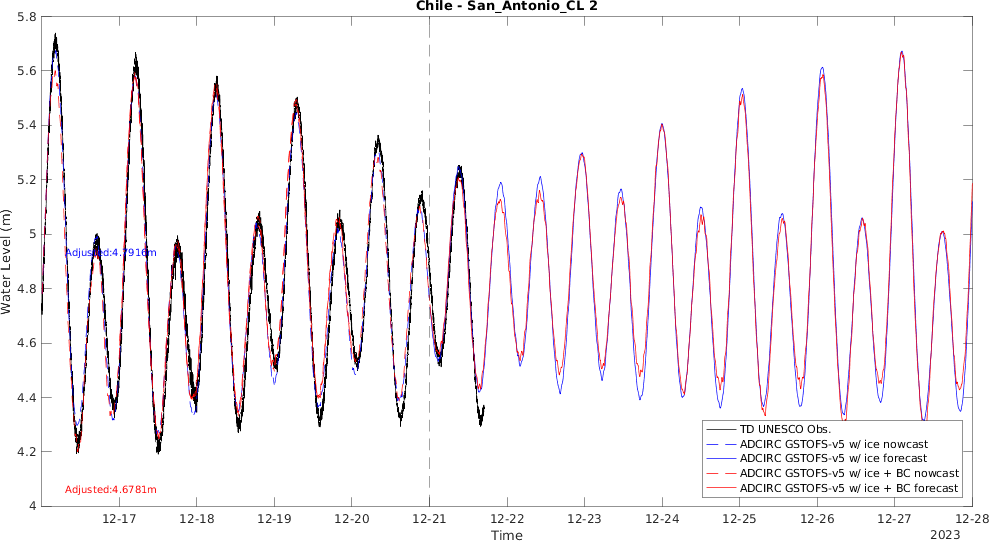 Chile - San_Antonio_CL 2
Water Level (m)
5.8
5.6
5.4
5.2
5
4.8
4.6
4.4
4.2
4
Adjusted:4.7916m
Adjusted:4.6781m
TD UNESCO Obs.
ADCIRC GSTOFS-v5 w/ ice nowcast
ADCIRC GSTOFS-v5 w/ ice forecast
ADCIRC GSTOFS-v5 w/ ice + BC nowcast
ADCIRC GSTOFS-v5 w/ ice + BC forecast
12-17 12-18 12-19 12-20 12-21 12-22 12-23 12-24 12-25 12-26 12-27 12-28
Time
2023